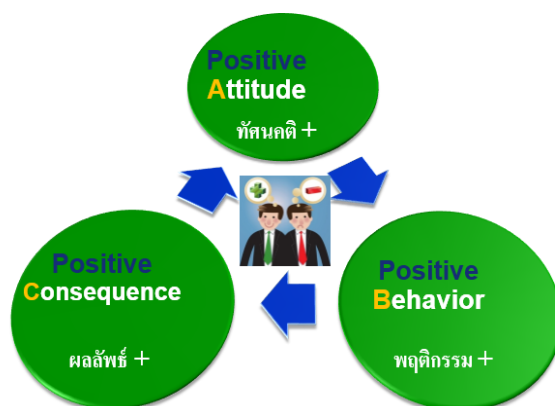 Positive
Attitude
ทัศนคติ +
Positive
Consequence
ผลลัพธ์ +
Positive
Behavior
พฤติกรรม +